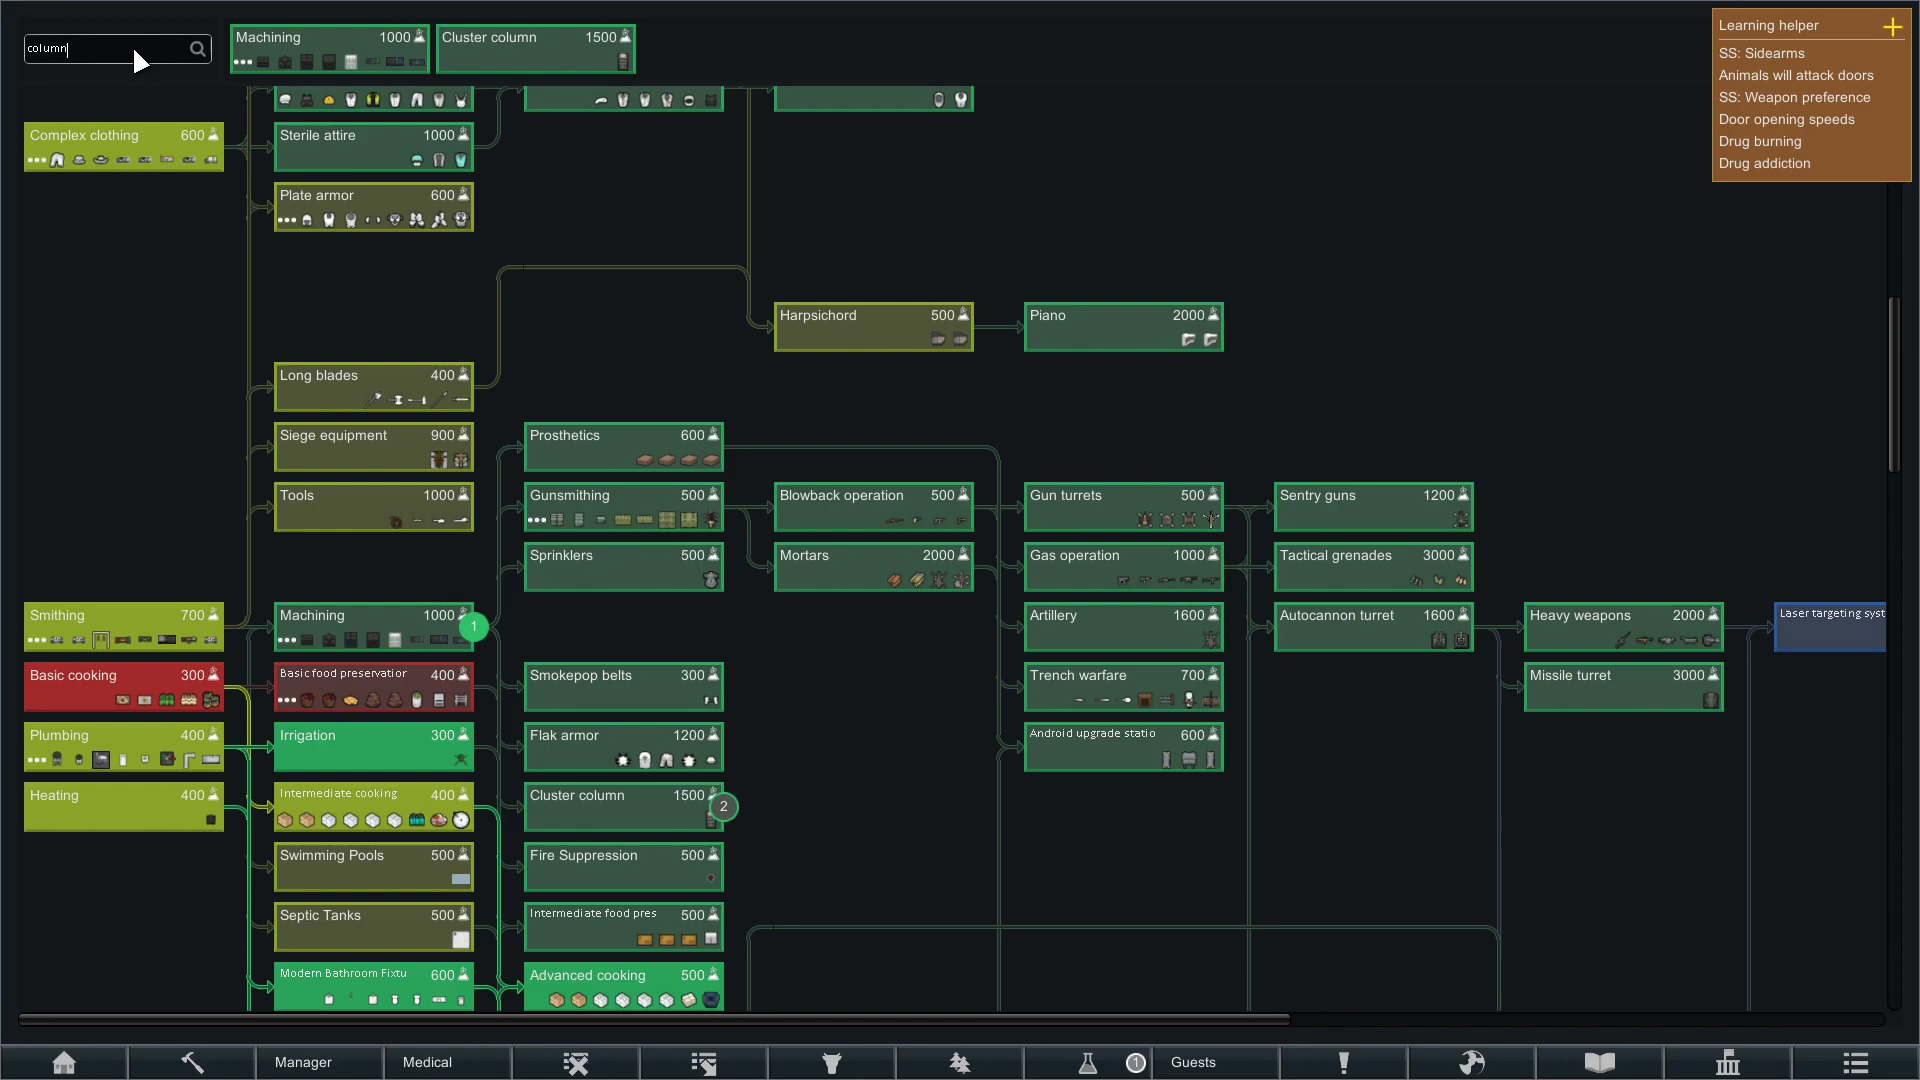 column
Machining 1000
Cluster column 1500
Learning helper
SS: Sidearms
Animals will attack doors
SS: Weapon preference
Door opening speeds
Drug burning
Drug addiction
Complex clothing 600
Sterile attire 1000
Plate armor 600
Harpsichord 500
Piano 2000
Long blades 400
Siege equipment 900
Prosthetics 600
Tools 1000
Gunsmithing 500
Blowback operation 500
Gun turrets 500
Sentry guns 1200
Sprinklers 500
Mortars 2000
Gas operation 1000
Tactical grenades 3000
Smithing 700
Machining 1000
1
Artillery 1600
Autocannon turret 1600
Heavy weapons 2000
Laser targeting syst
Basic cooking 300
Basic food preservatior 400
Smokepop belts 300
Trench warfare 700
Missile turret 3000
Plumbing 400
Irrigation 300
Flak armor 1200
Android upgrade statio 600
Heating 400
Intermediate cooking 400
Cluster column 1500
2
Swimming Pools 500
Fire Suppression 500
Septic Tanks 500
Intermediate food pres 500
Modern Bathroom Fixtu 600
Advanced cooking 500
Manager
Medical
1
Guests